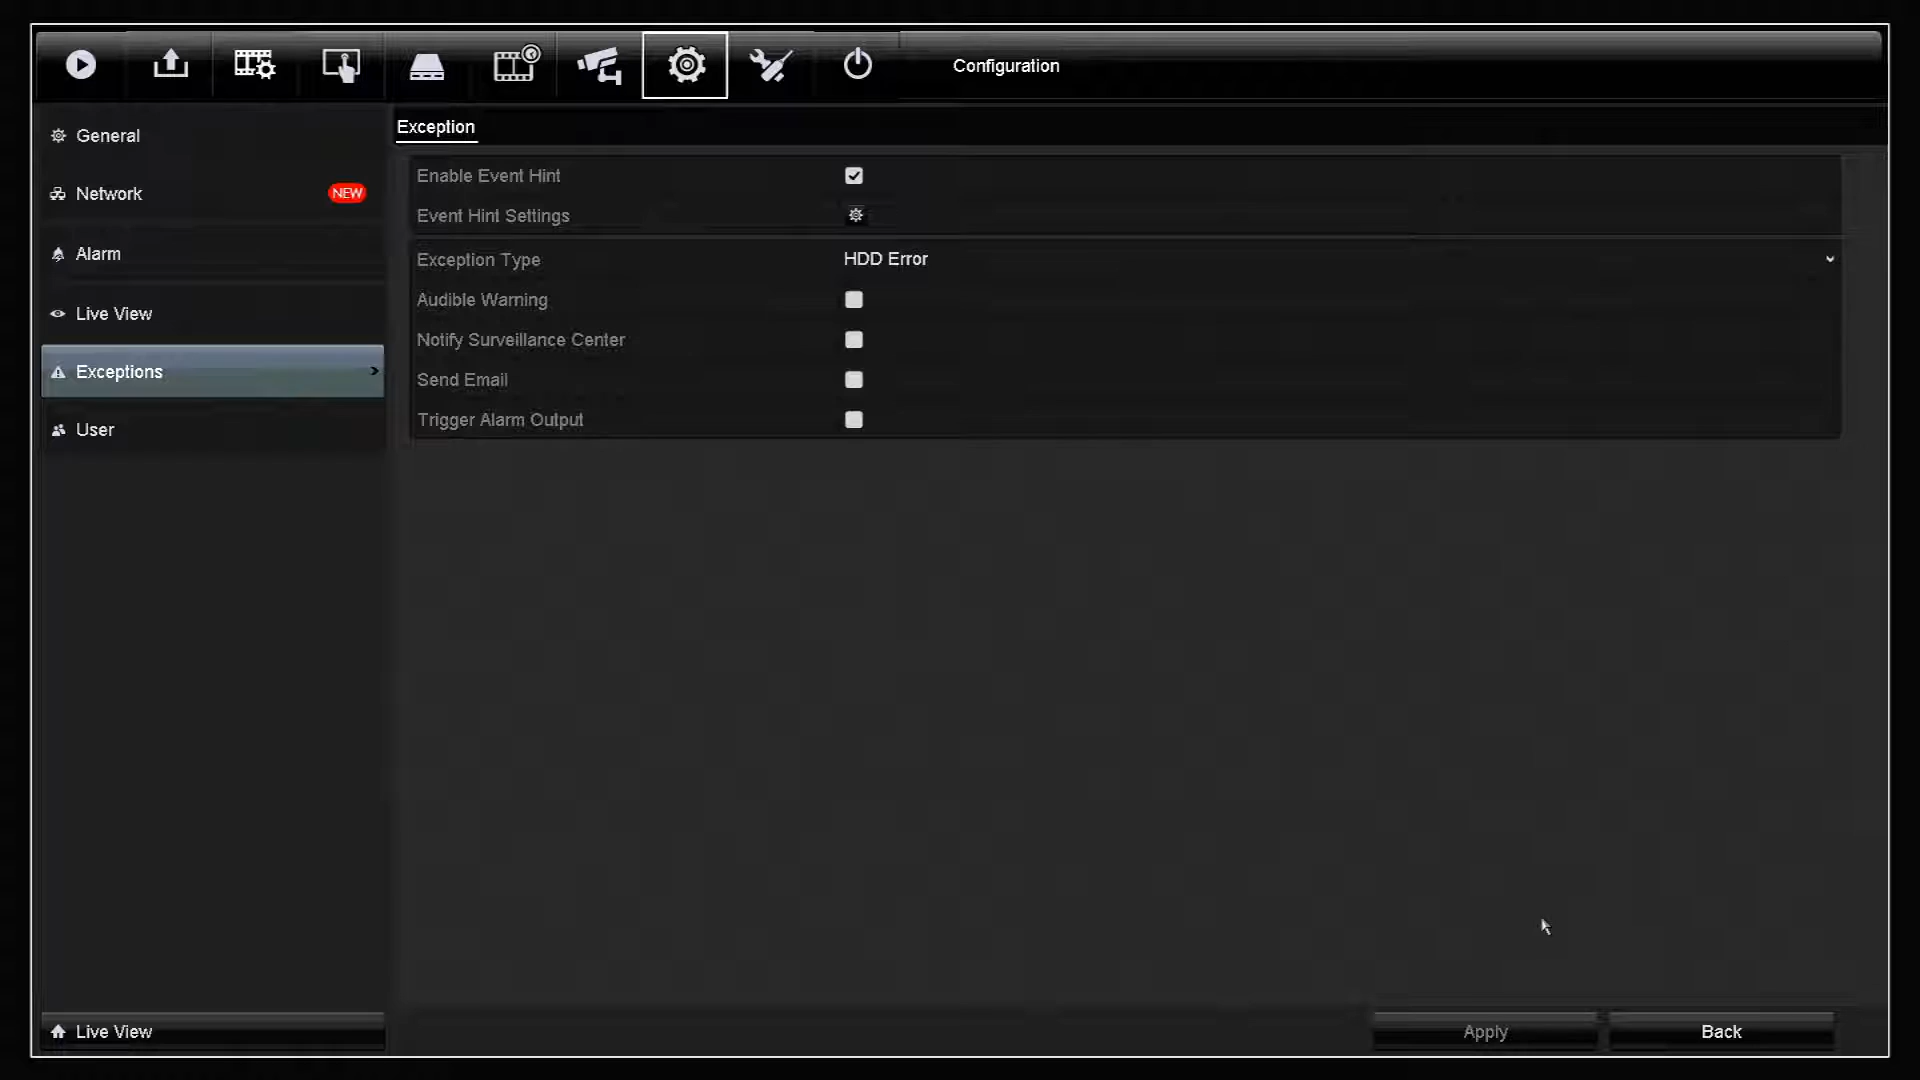 Configuration
General
Network NEW
Alarm
Live View
Exceptions
User
Exception
Enable Event Hint
Event Hint Settings
Exception Type HDD Error
Audible Warning
Notify Surveillance Center
Send Email
Trigger Alarm Output
Live View
Apply
Back